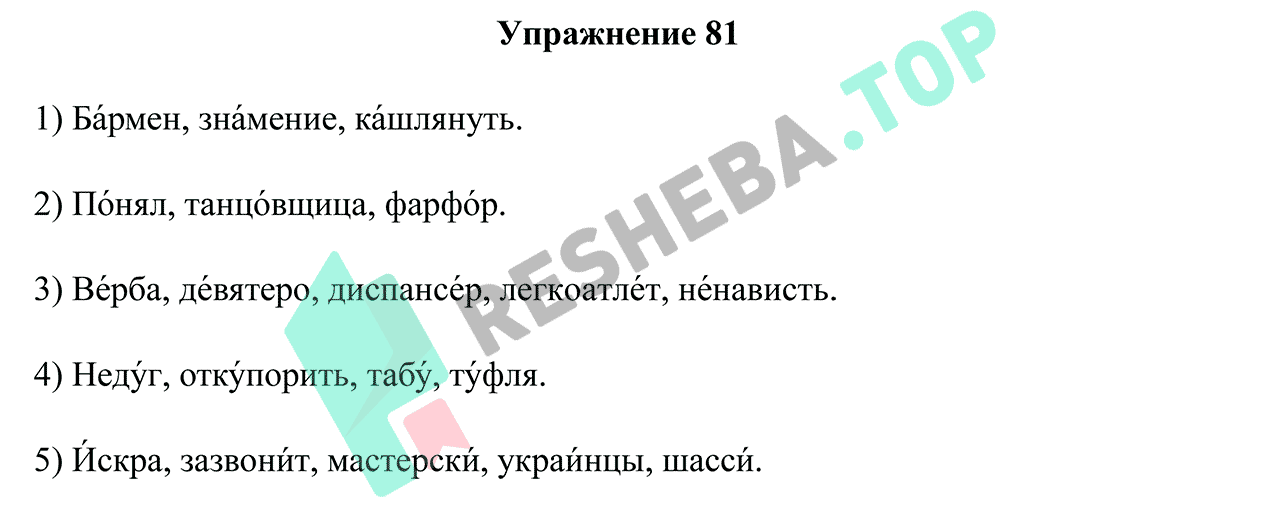 Упражнение 81
1) Ба́рмен, зна́мение, ка́шлянуть.
2) По́нял, танцо́вщица, фарфо́р.
3) Ве́рба, де́вятеро, диспансе́р, легкоатле́т, не́нависть.
4) Неду́г, отку́порить, табу́, ту́фля.
5) И́скра, зазвони́т, мастерски́, украи́нцы, шасси́.
RESHEBA.TOP